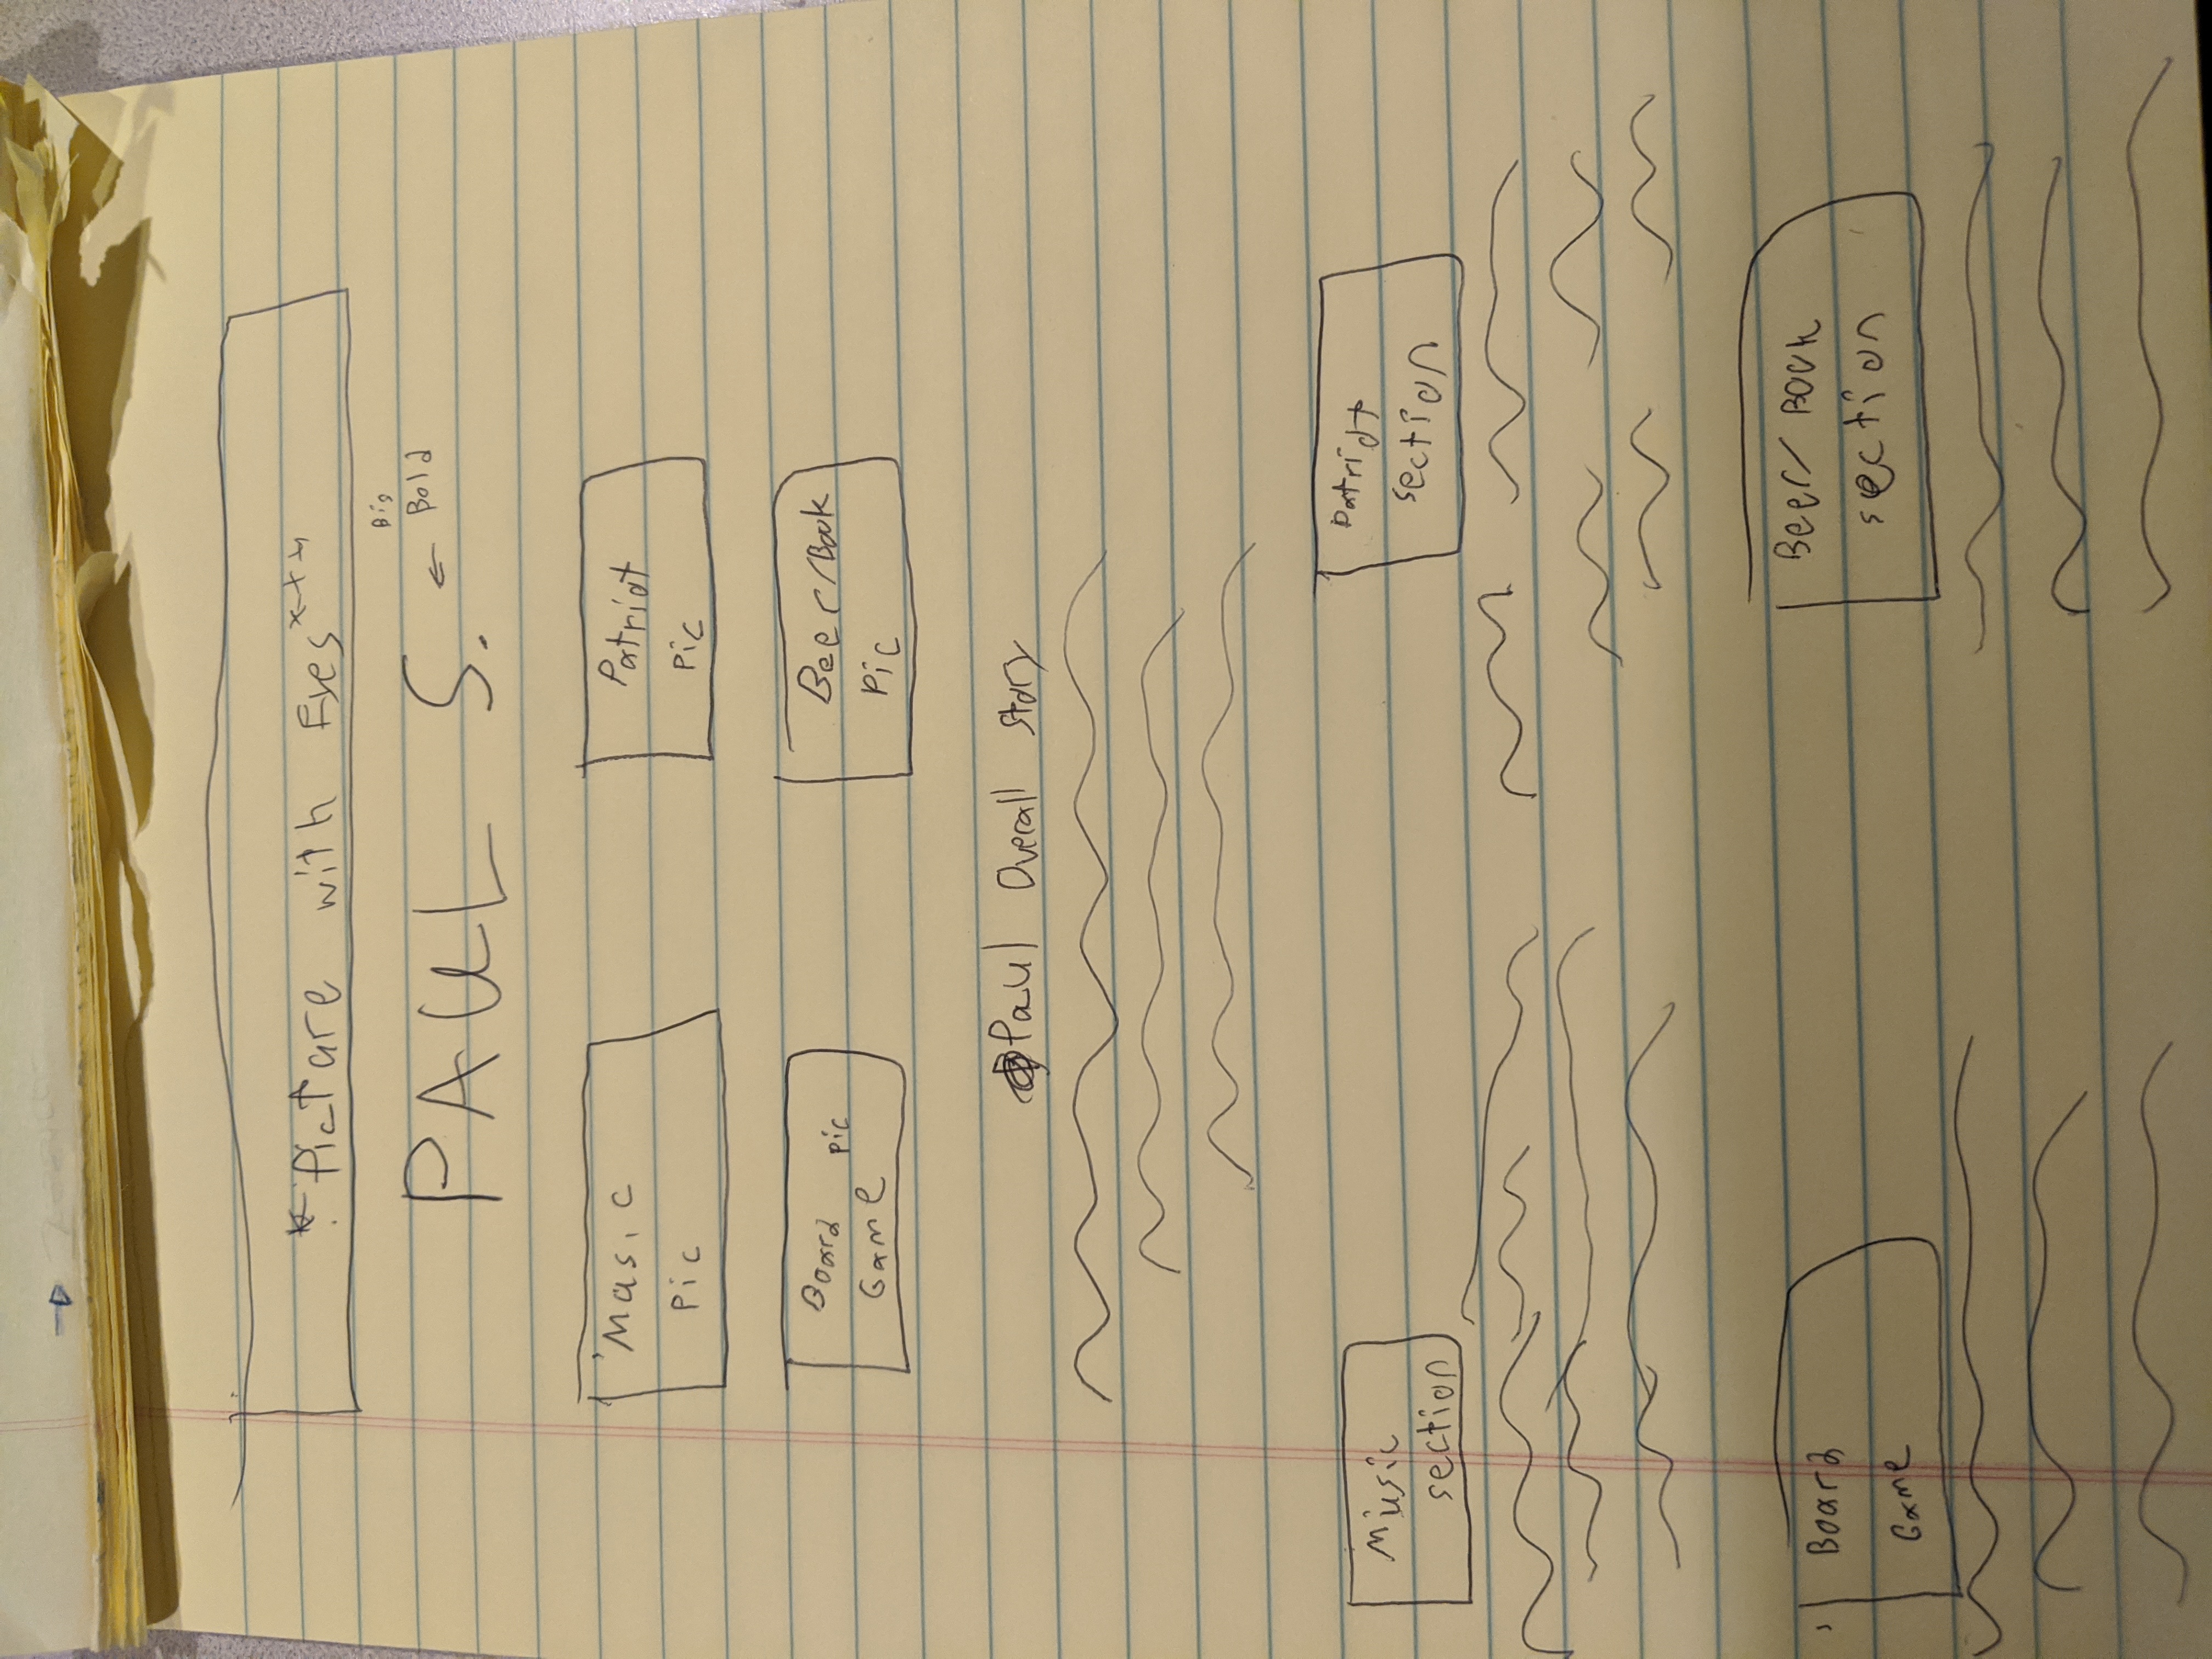 * Picture with Eyes***
Big
Bold
PAUL S. ←
Music
Pic
Patriot
Pic
Board pic
Game
Beer/Book
Pic
Paul Overall Story
Music
section
Patriot
section
Board
Game
Beer/Book
section